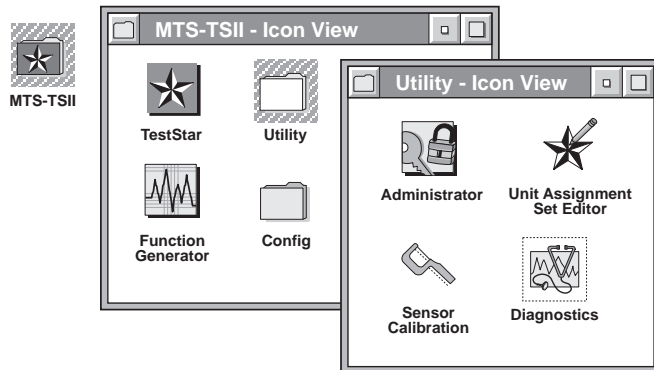 MTS-TSII
MTS-TSII - Icon View
TestStar
Utility
Function
Generator
Config
Utility - Icon View
Administrator
Unit Assignment
Set Editor
Sensor
Calibration
Diagnostics